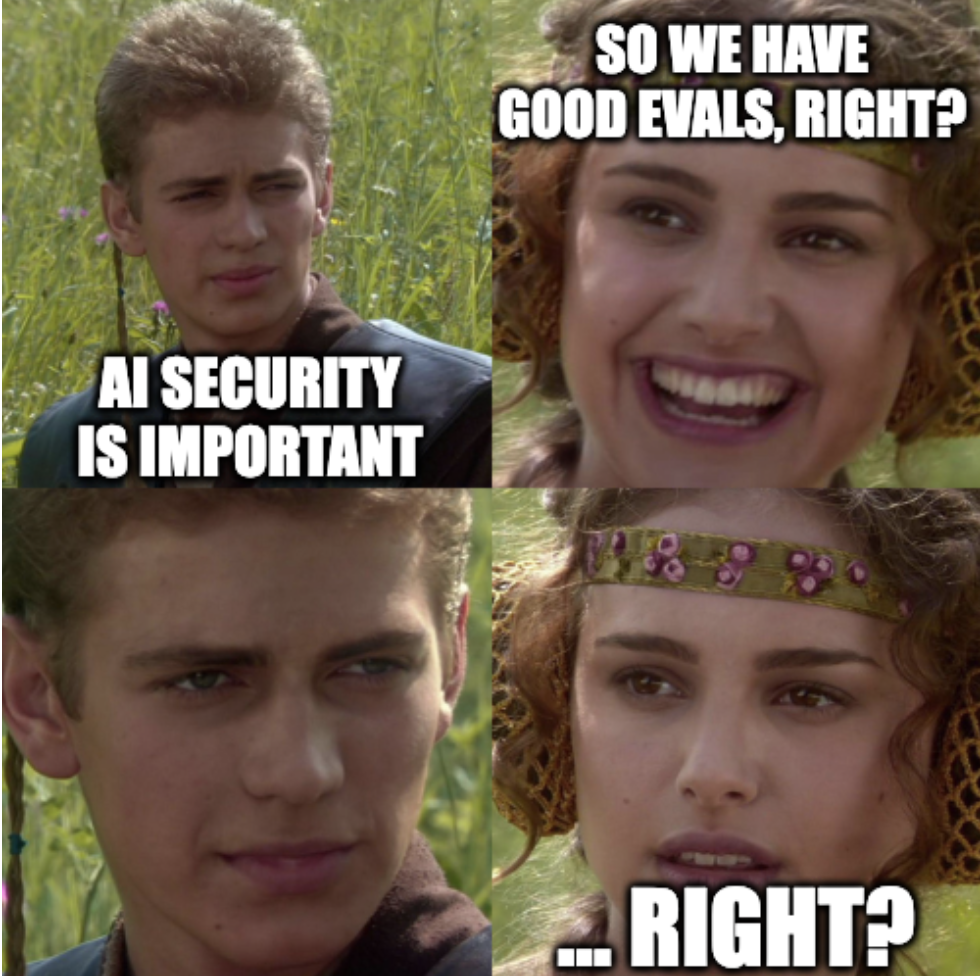 AI SECURITY
IS IMPORTANT
SO WE HAVE
GOOD EVALS, RIGHT?
... RIGHT?